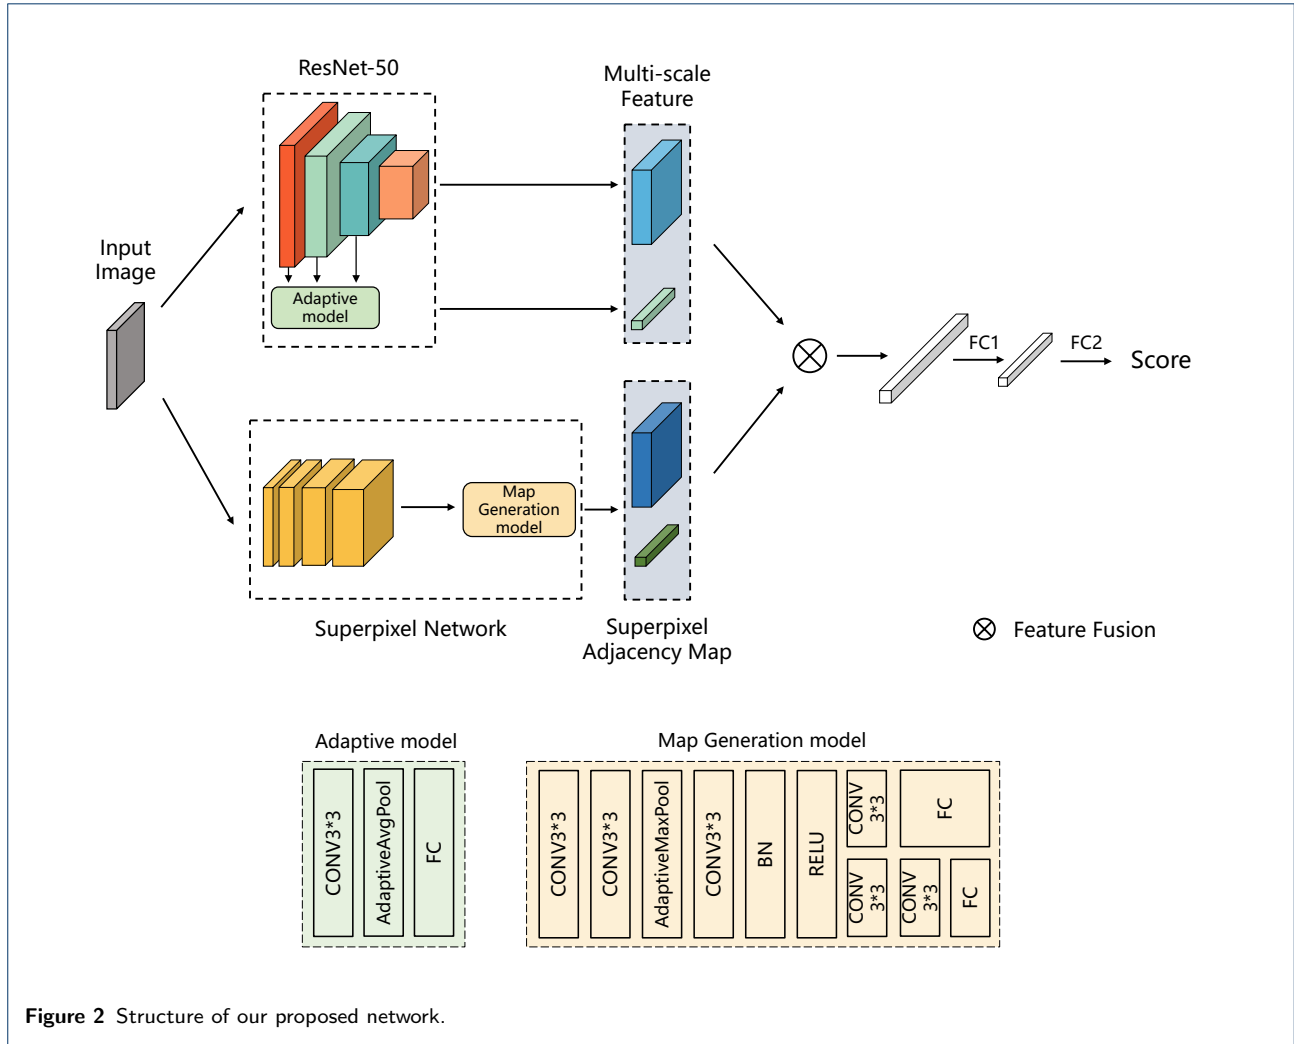 ResNet-50
Multi-scale
Feature
Input
Image
Adaptive
model
FC1
FC2
Score
Map
Generation
model
Superpixel Network
Superpixel
Adjacency Map
Feature Fusion
Adaptive model
CONV3*3
AdaptiveAvgPool
FC
Map Generation model
CONV3*3
CONV3*3
AdaptiveMaxPool
CONV3*3
BN
RELU
CONV
3*3
FC
CONV
3*3
CONV
3*3
FC
Figure 2 Structure of our proposed network.